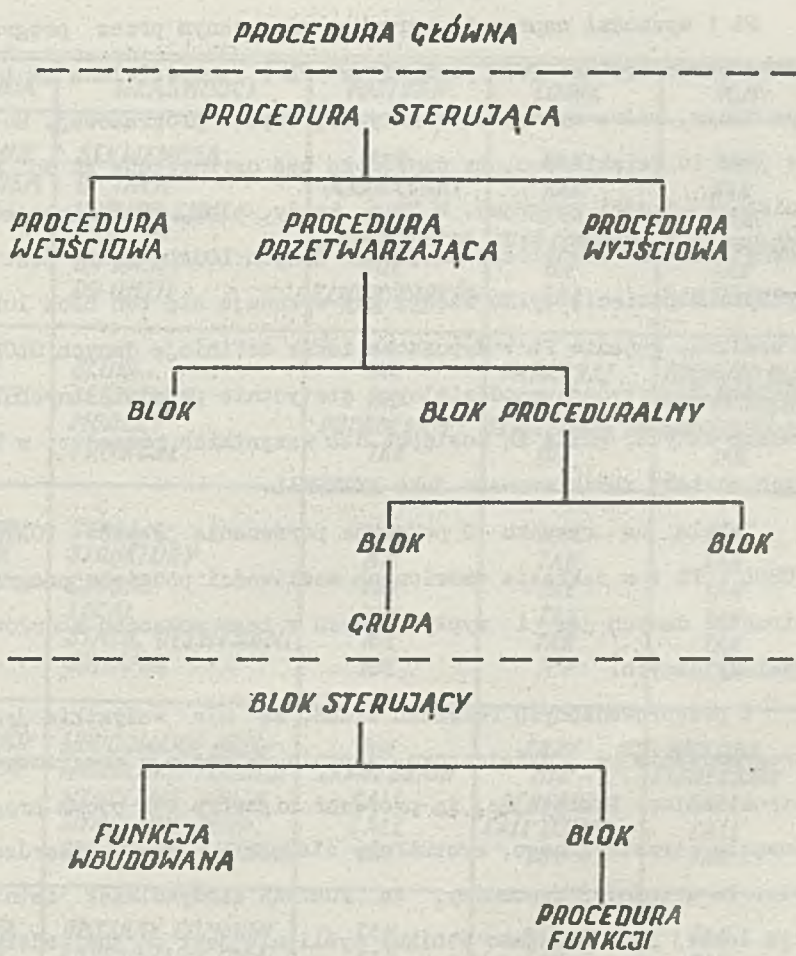 PROCEDURA GŁÓWNA
PROCEDURA STERUJĄCA
PROCEDURA WEJŚCIOWA
PROCEDURA PRZETWARZAJĄCA
PROCEDURA WYJŚCIOWA
BLOK
BLOK PROCEDURALNY
BLOK
BLOK
GRUPA
BLOK STERUJĄCY
FUNKCJA WBUDOWANA
BLOK
PROCEDURA FUNKCJI